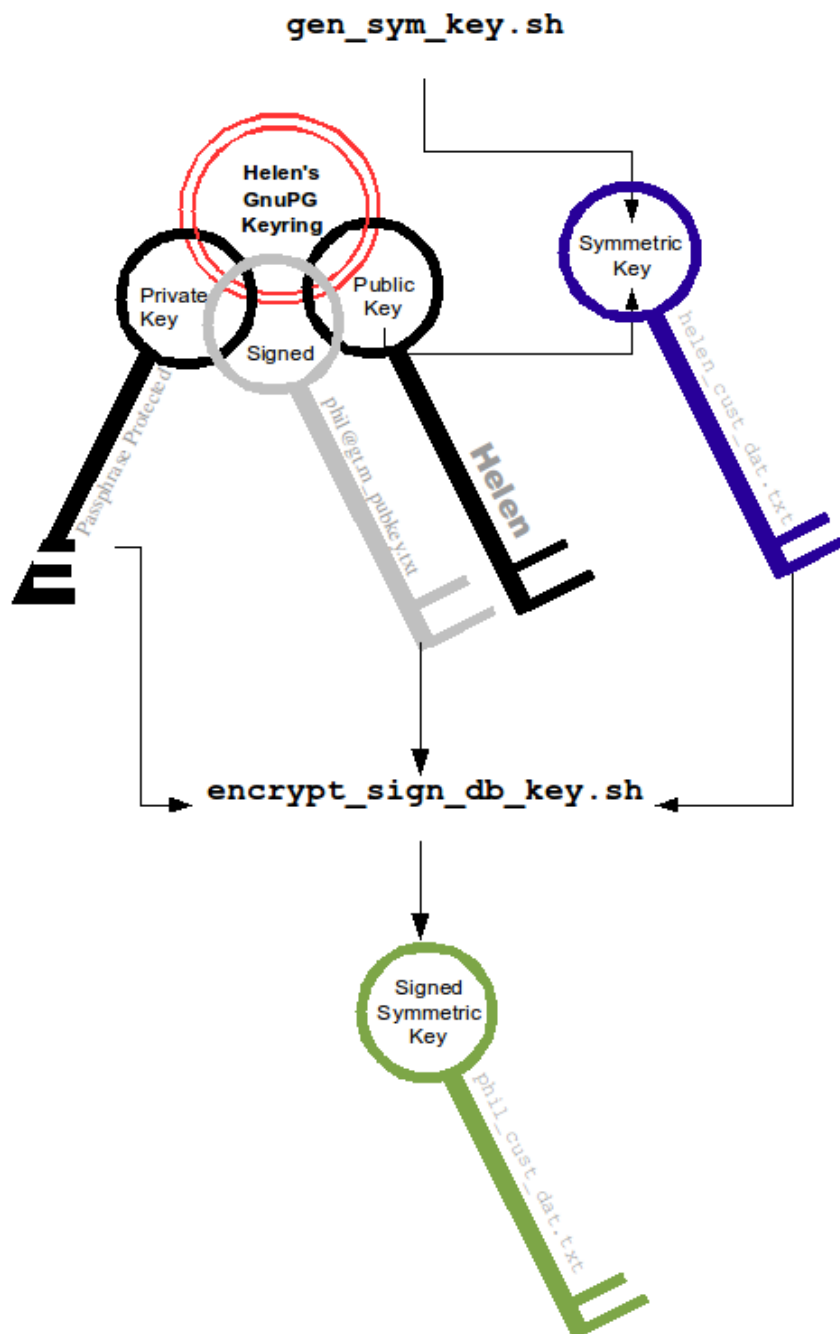 gen_sym_key.sh
Helen's
GnuPG
Keyring
Private
Key
Public
Key
Signed
Symmetric
Key
Passphrase Protected
phil@gt.m_pubkey.txt
Helen
helen_cust_dat.txt
encrypt_sign_db_key.sh
Signed
Symmetric
Key
phil_cust_dat.txt